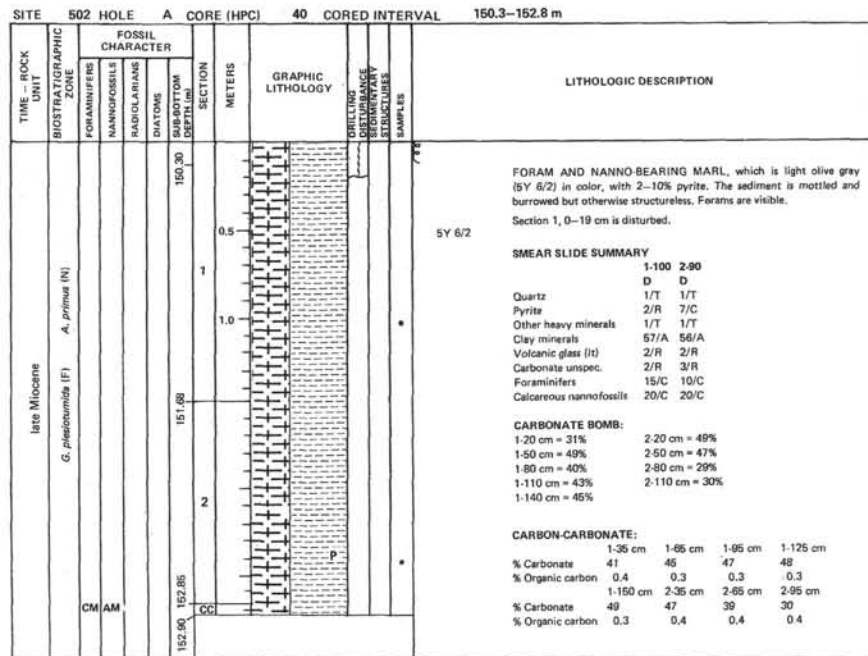 SITE 502 HOLE A CORE (HPC) 40 CORED INTERVAL 150.3–152.8 m
TIME – ROCK UNIT
BIOSTRATIGRAPHIC ZONE
FOSSIL CHARACTER
FORAMINIFERS
NANNOFOSSILS
RADIOLARIANS
DIATOMS
SUB-BOTTOM DEPTH (m)
SECTION
METERS
GRAPHIC LITHOLOGY
DRILLING DISTURBANCE
SEDIMENTARY STRUCTURES
SAMPLES
LITHOLOGIC DESCRIPTION
late Miocene
G. plesiotumida (F) A. primus (N)
CM
AM
150.30
151.68
152.85
152.90
1
2
CC
0.5
1.0
P
5Y 6/2
FORAM AND NANNO-BEARING MARL, which is light olive gray
(5Y 6/2) in color, with 2–10% pyrite. The sediment is mottled and
burrowed but otherwise structureless. Forams are visible.
Section 1, 0–19 cm is disturbed.
SMEAR SLIDE SUMMARY
1-100 2-90
D D
Quartz 1/T 1/T
Pyrite 2/R 7/C
Other heavy minerals 1/T 1/T
Clay minerals 57/A 56/A
Volcanic glass (lt) 2/R 2/R
Carbonate unspec. 2/R 3/R
Foraminifers 15/C 10/C
Calcareous nannofossils 20/C 20/C
CARBONATE BOMB:
1-20 cm = 31% 2-20 cm = 49%
1-50 cm = 49% 2-50 cm = 47%
1-80 cm = 40% 2-80 cm = 29%
1-110 cm = 43% 2-110 cm = 30%
1-140 cm = 45%
CARBON-CARBONATE:
1-35 cm 1-65 cm 1-95 cm 1-125 cm
% Carbonate 41 45 47 48
% Organic carbon 0.4 0.3 0.3 0.3
1-150 cm 2-35 cm 2-65 cm 2-95 cm
% Carbonate 49 47 39 30
% Organic carbon 0.3 0.4 0.4 0.4